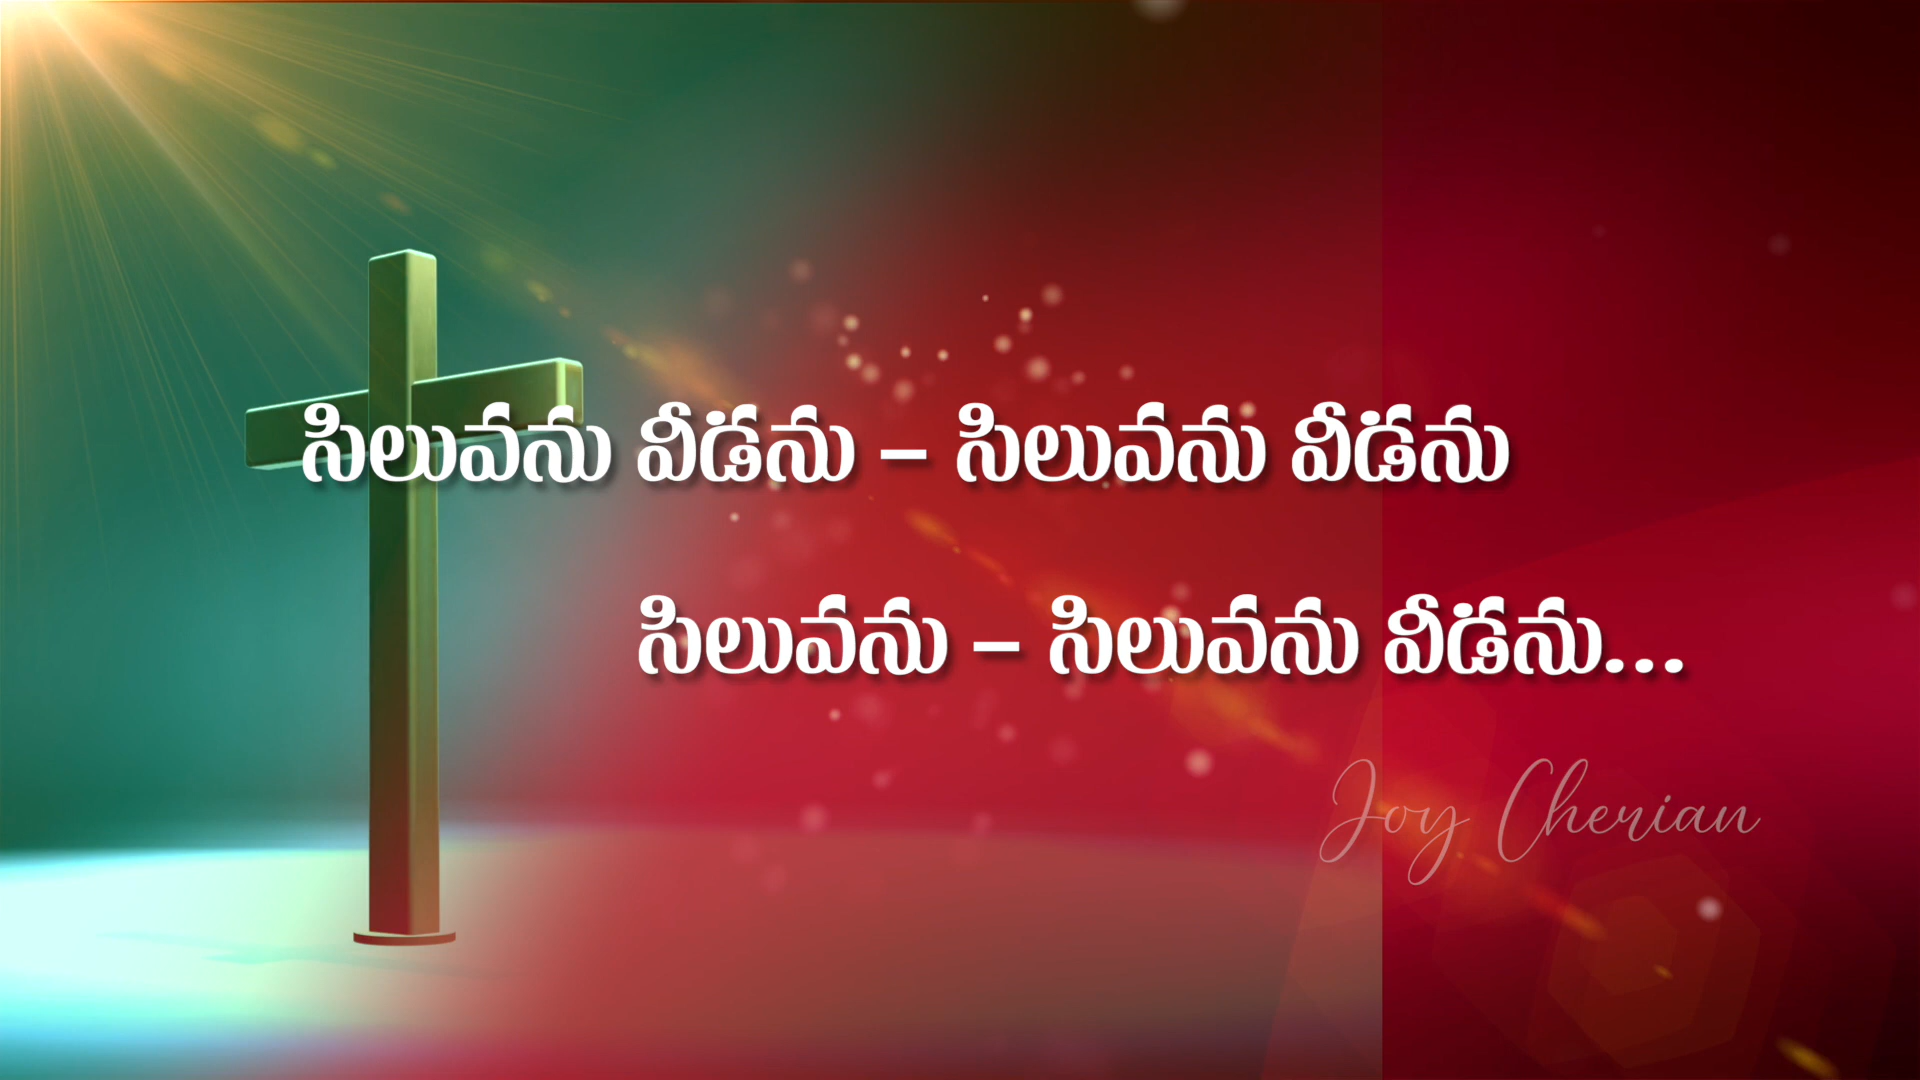 సిలువను వీడను – సిలువను వీడను
సిలువను – సిలువను వీడను...
Joy Cherian